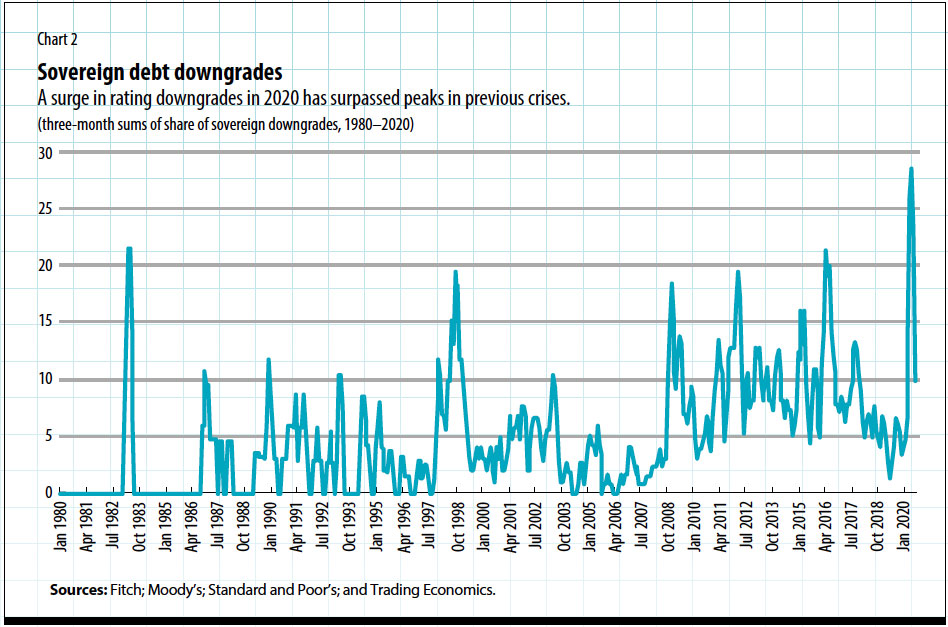 Chart 2
Sovereign debt downgrades
A surge in rating downgrades in 2020 has surpassed peaks in previous crises.
(three-month sums of share of sovereign downgrades, 1980–2020)
30
25
20
15
10
5
0
Jan 1980
Apr 1981
Jul 1982
Oct 1983
Jan 1985
Apr 1986
Jul 1987
Oct 1988
Jan 1990
Apr 1991
Jul 1992
Oct 1993
Jan 1995
Apr 1996
Jul 1997
Oct 1998
Jan 2000
Apr 2001
Jul 2002
Oct 2003
Jan 2005
Apr 2006
Jul 2007
Oct 2008
Jan 2010
Apr 2011
Jul 2012
Oct 2013
Jan 2015
Apr 2016
Jul 2017
Oct 2018
Jan 2020
Sources: Fitch; Moody's; Standard and Poor's; and Trading Economics.